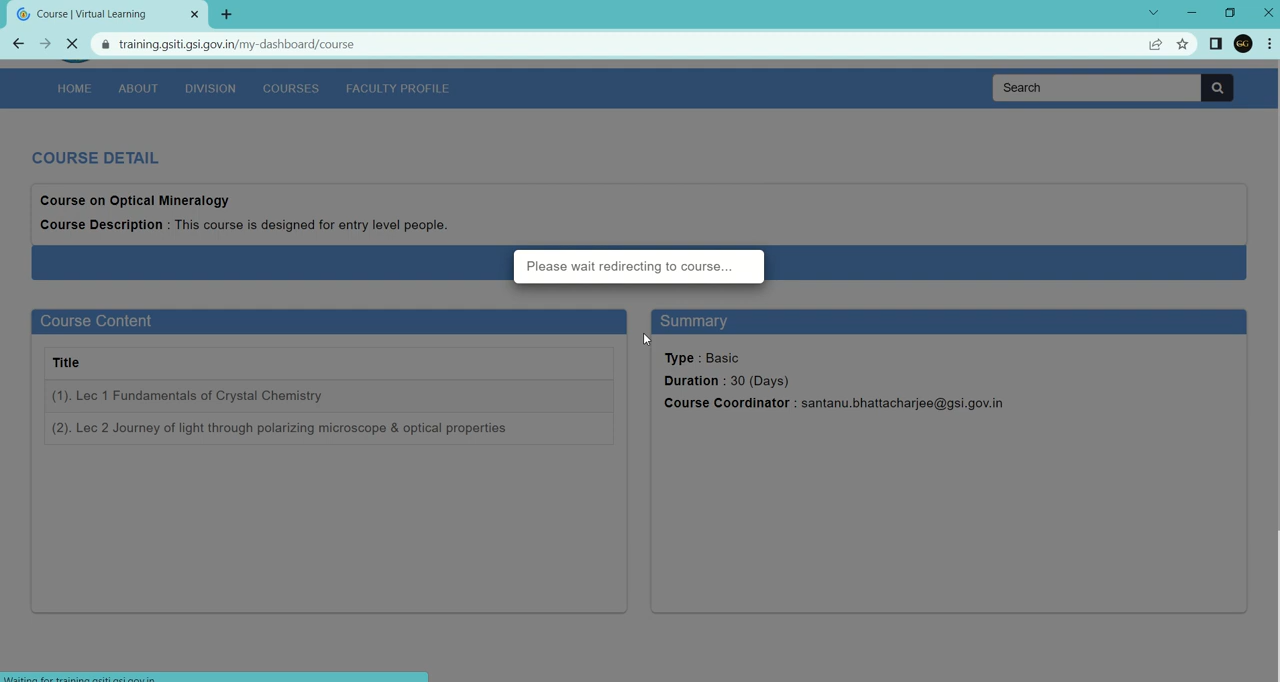 Course | Virtual Learning
training.gsiti.gsi.gov.in/my-dashboard/course
GG
HOME ABOUT DIVISION COURSES FACULTY PROFILE
Search
COURSE DETAIL
Course on Optical Mineralogy
Course Description : This course is designed for entry level people.
Please wait redirecting to course...
Course Content
Title
(1). Lec 1 Fundamentals of Crystal Chemistry
(2). Lec 2 Journey of light through polarizing microscope & optical properties
Summary
Type : Basic
Duration : 30 (Days)
Course Coordinator : santanu.bhattacharjee@gsi.gov.in
Waiting for training.gsiti.gsi.gov.in